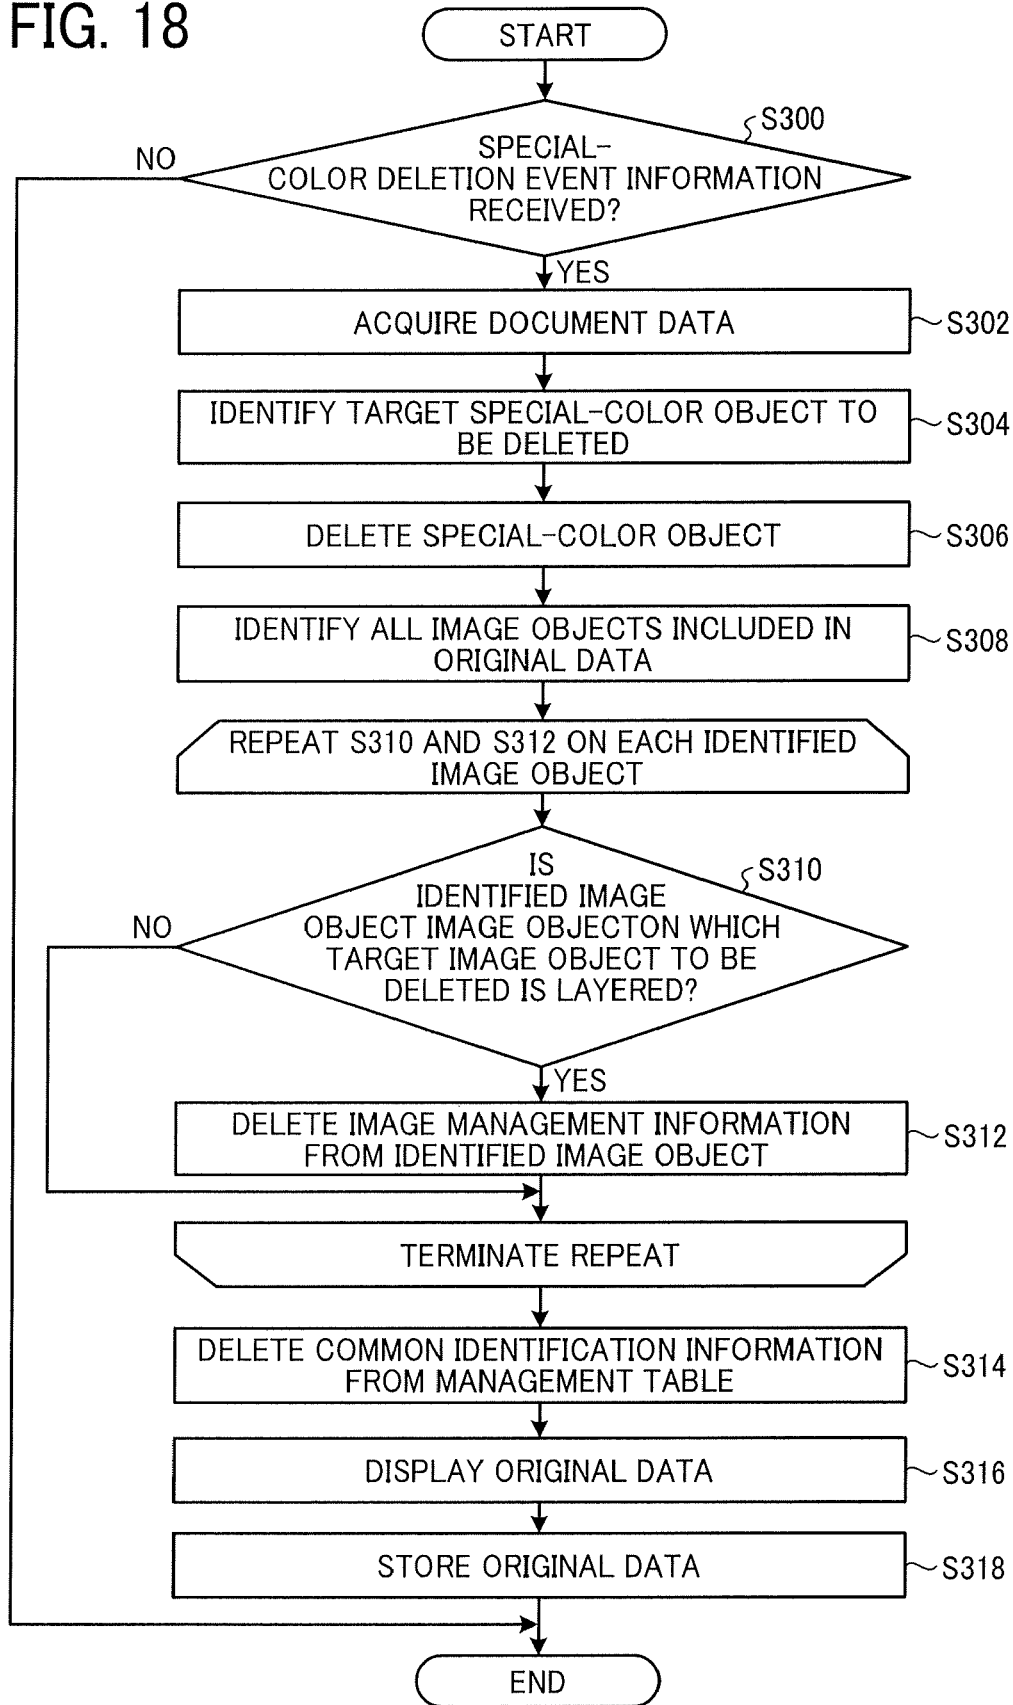 FIG. 18
START
S300
SPECIAL-
COLOR DELETION EVENT INFORMATION
RECEIVED?
NO
YES
ACQUIRE DOCUMENT DATA
S302
IDENTIFY TARGET SPECIAL-COLOR OBJECT TO
BE DELETED
S304
DELETE SPECIAL-COLOR OBJECT
S306
IDENTIFY ALL IMAGE OBJECTS INCLUDED IN
ORIGINAL DATA
S308
REPEAT S310 AND S312 ON EACH IDENTIFIED
IMAGE OBJECT
S310
IS
IDENTIFIED IMAGE
OBJECT IMAGE OBJECTON WHICH
TARGET IMAGE OBJECT TO BE
DELETED IS LAYERED?
NO
YES
DELETE IMAGE MANAGEMENT INFORMATION
FROM IDENTIFIED IMAGE OBJECT
S312
TERMINATE REPEAT
DELETE COMMON IDENTIFICATION INFORMATION
FROM MANAGEMENT TABLE
S314
DISPLAY ORIGINAL DATA
S316
STORE ORIGINAL DATA
S318
END